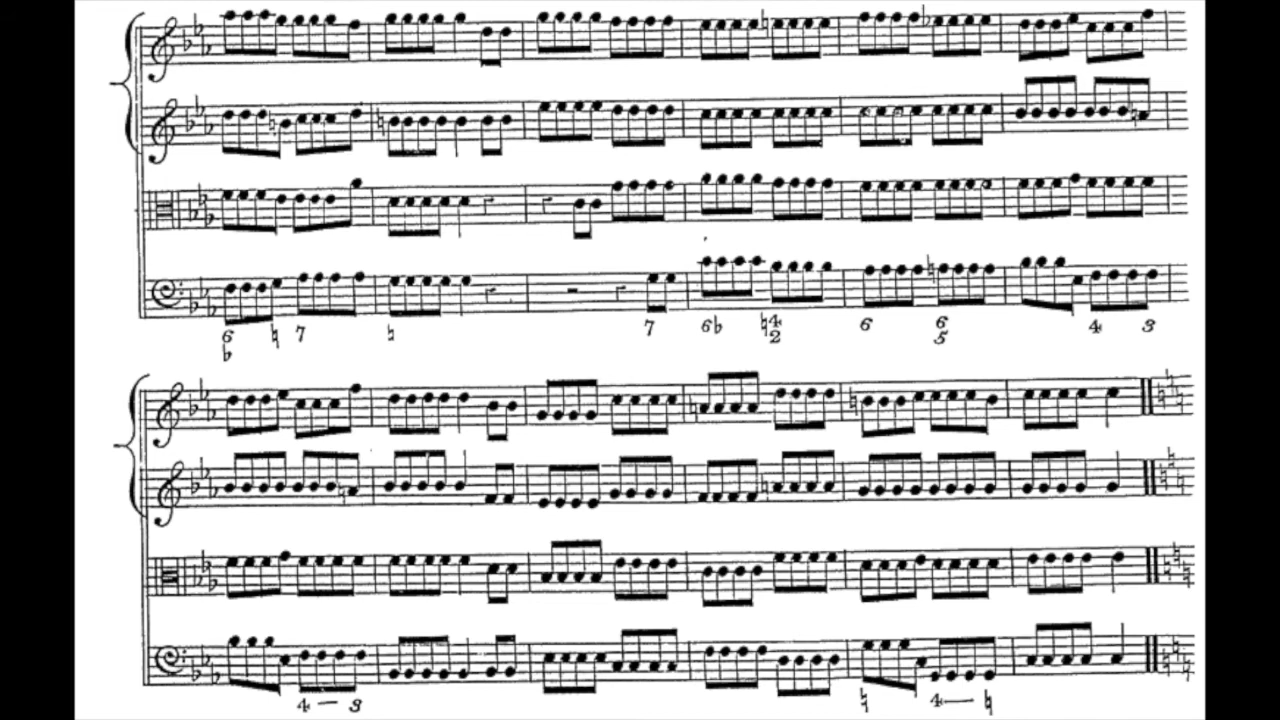 6 ♮ 7 ♮ 7 6♭ ♮4 6 6 4 3
♭ 2 5
4 — 3 ♮ 4 — ♮